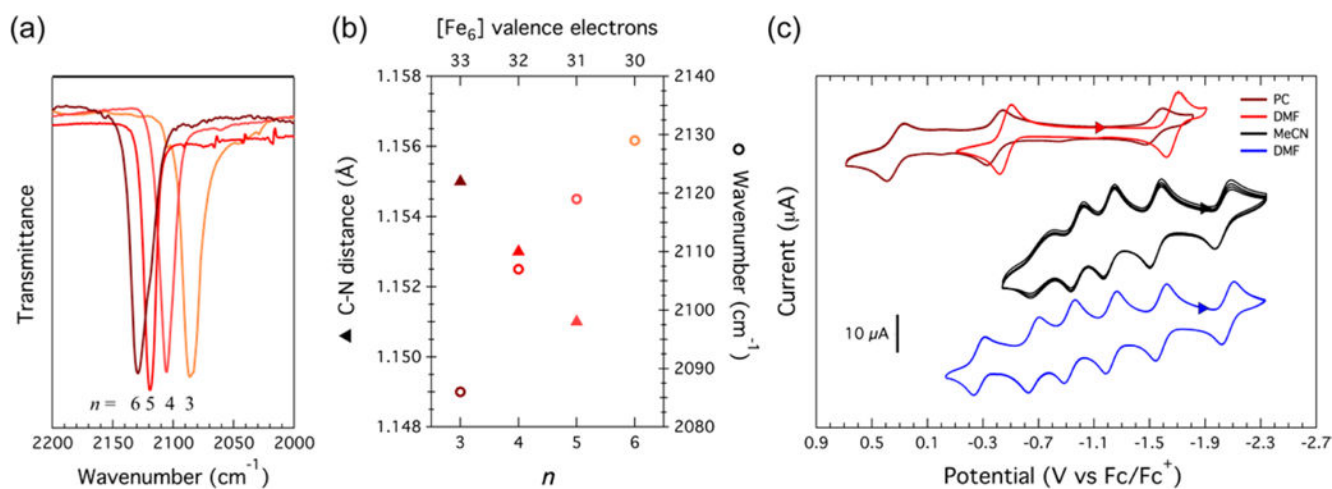 (a)
Transmittance
n = 6 5 4 3
2200 2150 2100 2050 2000
Wavenumber (cm⁻¹)
(b)
[Fe₆] valence electrons
33 32 31 30
1.158
1.156
1.154
1.152
1.150
1.148
▲ C-N distance (Å)
2140
2130
2120
2110
2100
2090
2080
○ Wavenumber (cm⁻¹)
3 4 5 6
n
(c)
PC
DMF
MeCN
DMF
Current (µA)
10 µA
0.9 0.5 0.1 -0.3 -0.7 -1.1 -1.5 -1.9 -2.3 -2.7
Potential (V vs Fc/Fc⁺)